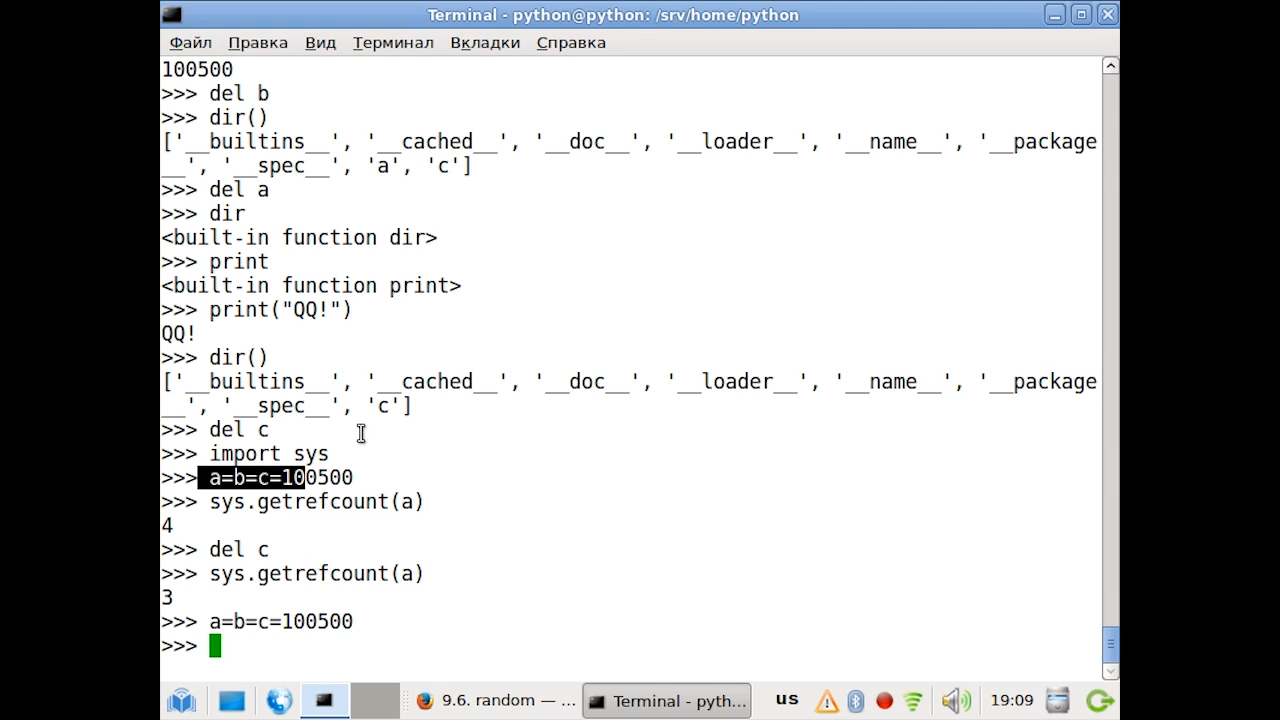 Terminal - python@python: /srv/home/python
Файл Правка Вид Терминал Вкладки Справка
100500
>>> del b
>>> dir()
['__builtins__', '__cached__', '__doc__', '__loader__', '__name__', '__package
__', '__spec__', 'a', 'c']
>>> del a
>>> dir
<built-in function dir>
>>> print
<built-in function print>
>>> print("QQ!")
QQ!
>>> dir()
['__builtins__', '__cached__', '__doc__', '__loader__', '__name__', '__package
__', '__spec__', 'c']
>>> del c
>>> import sys
>>> a=b=c=100500
>>> sys.getrefcount(a)
4
>>> del c
>>> sys.getrefcount(a)
3
>>> a=b=c=100500
>>>
9.6. random — ... Terminal - pyth... us 19:09